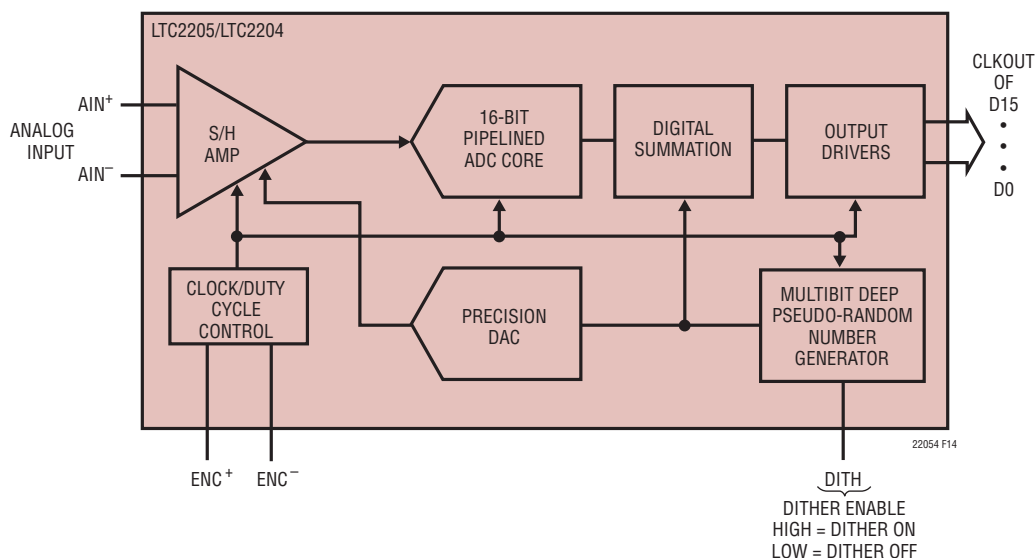 LTC2205/LTC2204
AIN+
ANALOG
INPUT
AIN−
S/H
AMP
16-BIT
PIPELINED
ADC CORE
DIGITAL
SUMMATION
OUTPUT
DRIVERS
CLKOUT
OF
D15
•
•
•
D0
CLOCK/DUTY
CYCLE
CONTROL
PRECISION
DAC
MULTIBIT DEEP
PSEUDO-RANDOM
NUMBER
GENERATOR
22054 F14
ENC+
ENC−
DITH
DITHER ENABLE
HIGH = DITHER ON
LOW = DITHER OFF